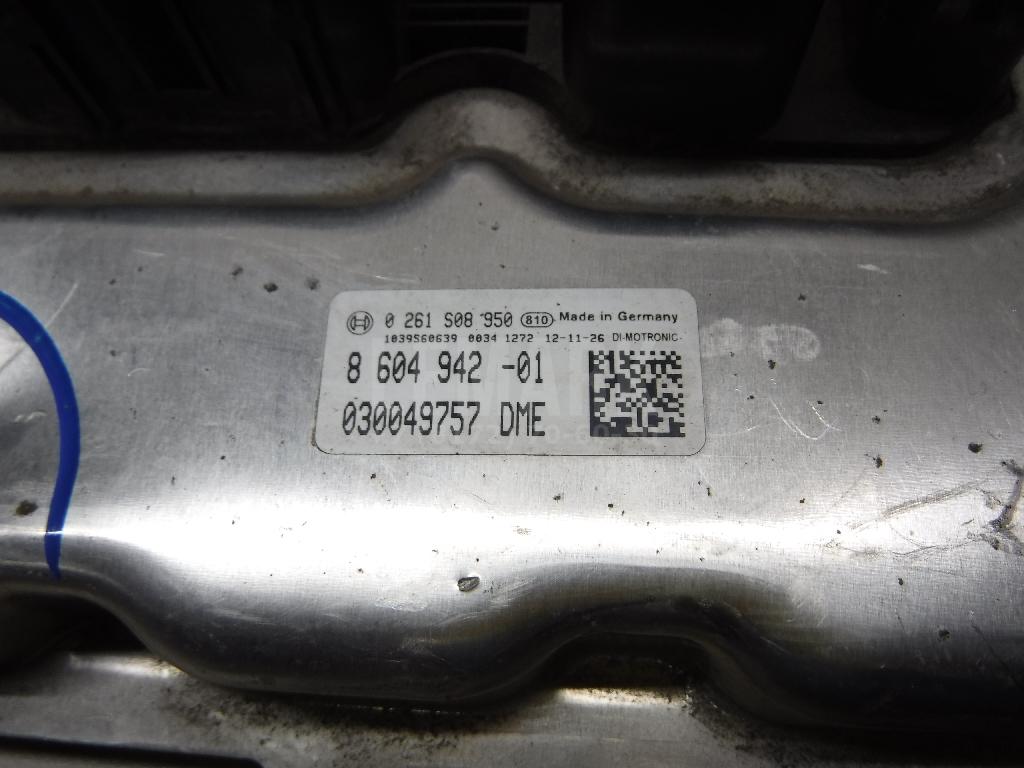 0 261 S08 950 810 Made in Germany
1039S60639 0034 1272 12-11-26 DI-MOTRONIC
8 604 942 -01
030049757 DME